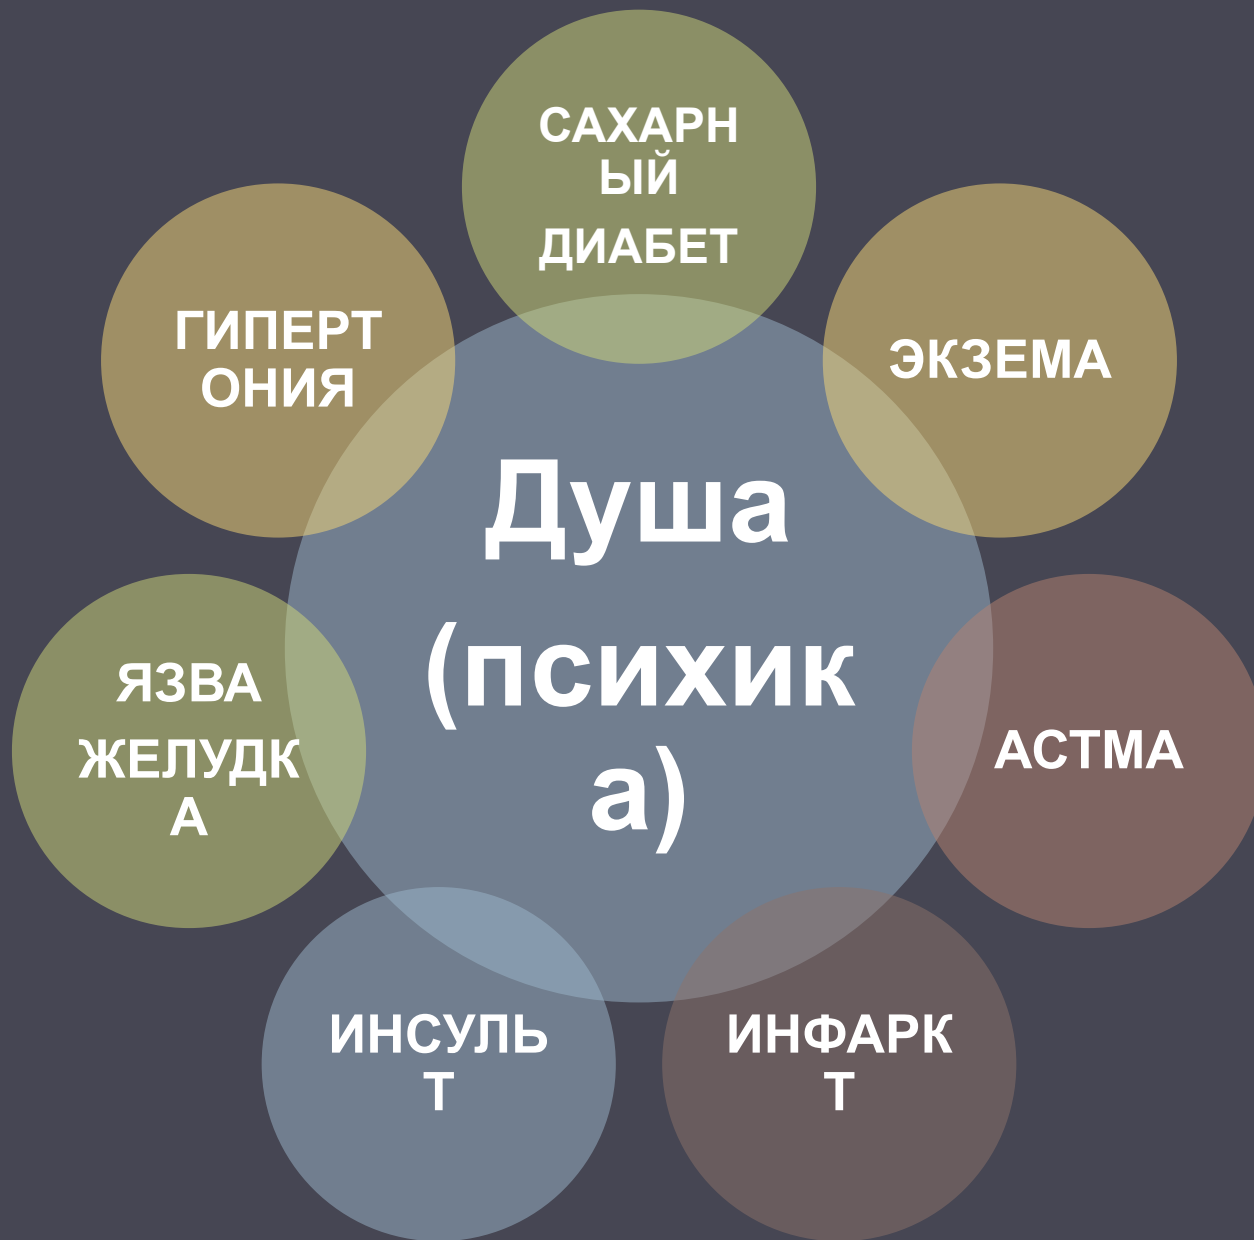 САХАРН
ЫЙ
ДИАБЕТ
ГИПЕРТ
ОНИЯ
ЭКЗЕМА
Душа
(психик
а)
ЯЗВА
ЖЕЛУДК
А
АСТМА
ИНСУЛЬ
Т
ИНФАРК
Т